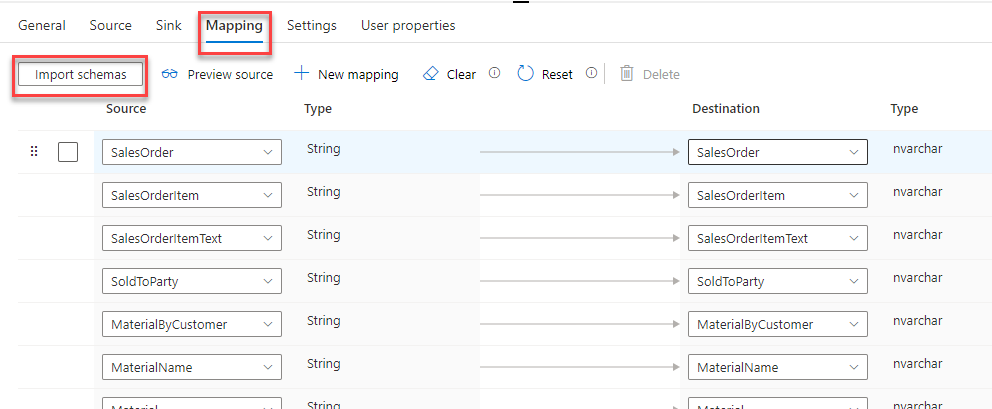 General Source Sink Mapping Settings User properties
Import schemas Preview source New mapping Clear Reset Delete
Source Type Destination Type
SalesOrder String SalesOrder nvarchar
SalesOrderItem String SalesOrderItem nvarchar
SalesOrderItemText String SalesOrderItemText nvarchar
SoldToParty String SoldToParty nvarchar
MaterialByCustomer String MaterialByCustomer nvarchar
MaterialName String MaterialName nvarchar
Material String Material nvarchar